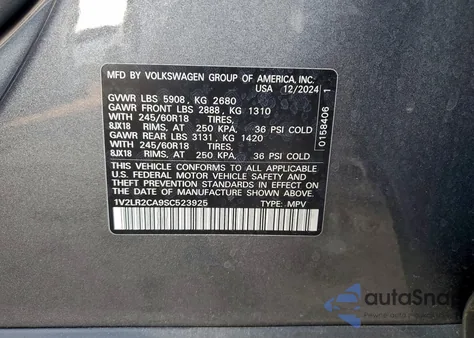 MFD BY VOLKSWAGEN GROUP OF AMERICA, INC.
USA 12/2024
GVWR LBS 5908, KG 2680
GAWR FRONT LBS 2888, KG 1310
WITH 245/60R18 TIRES,
8JX18 RIMS, AT 250 KPA. 36 PSI COLD
GAWR REAR LBS 3131, KG 1420
WITH 245/60R18 TIRES,
8JX18 RIMS, AT 250 KPA. 36 PSI COLD
THIS VEHICLE CONFORMS TO ALL APPLICABLE
U.S. FEDERAL MOTOR VEHICLE SAFETY STANDARDS
IN EFFECT ON THE DATE OF
MANUFACTURE SHOWN ABOVE.
1V2LR2CA9SC523925 TYPE: MPV
0158406 1
autoSnap